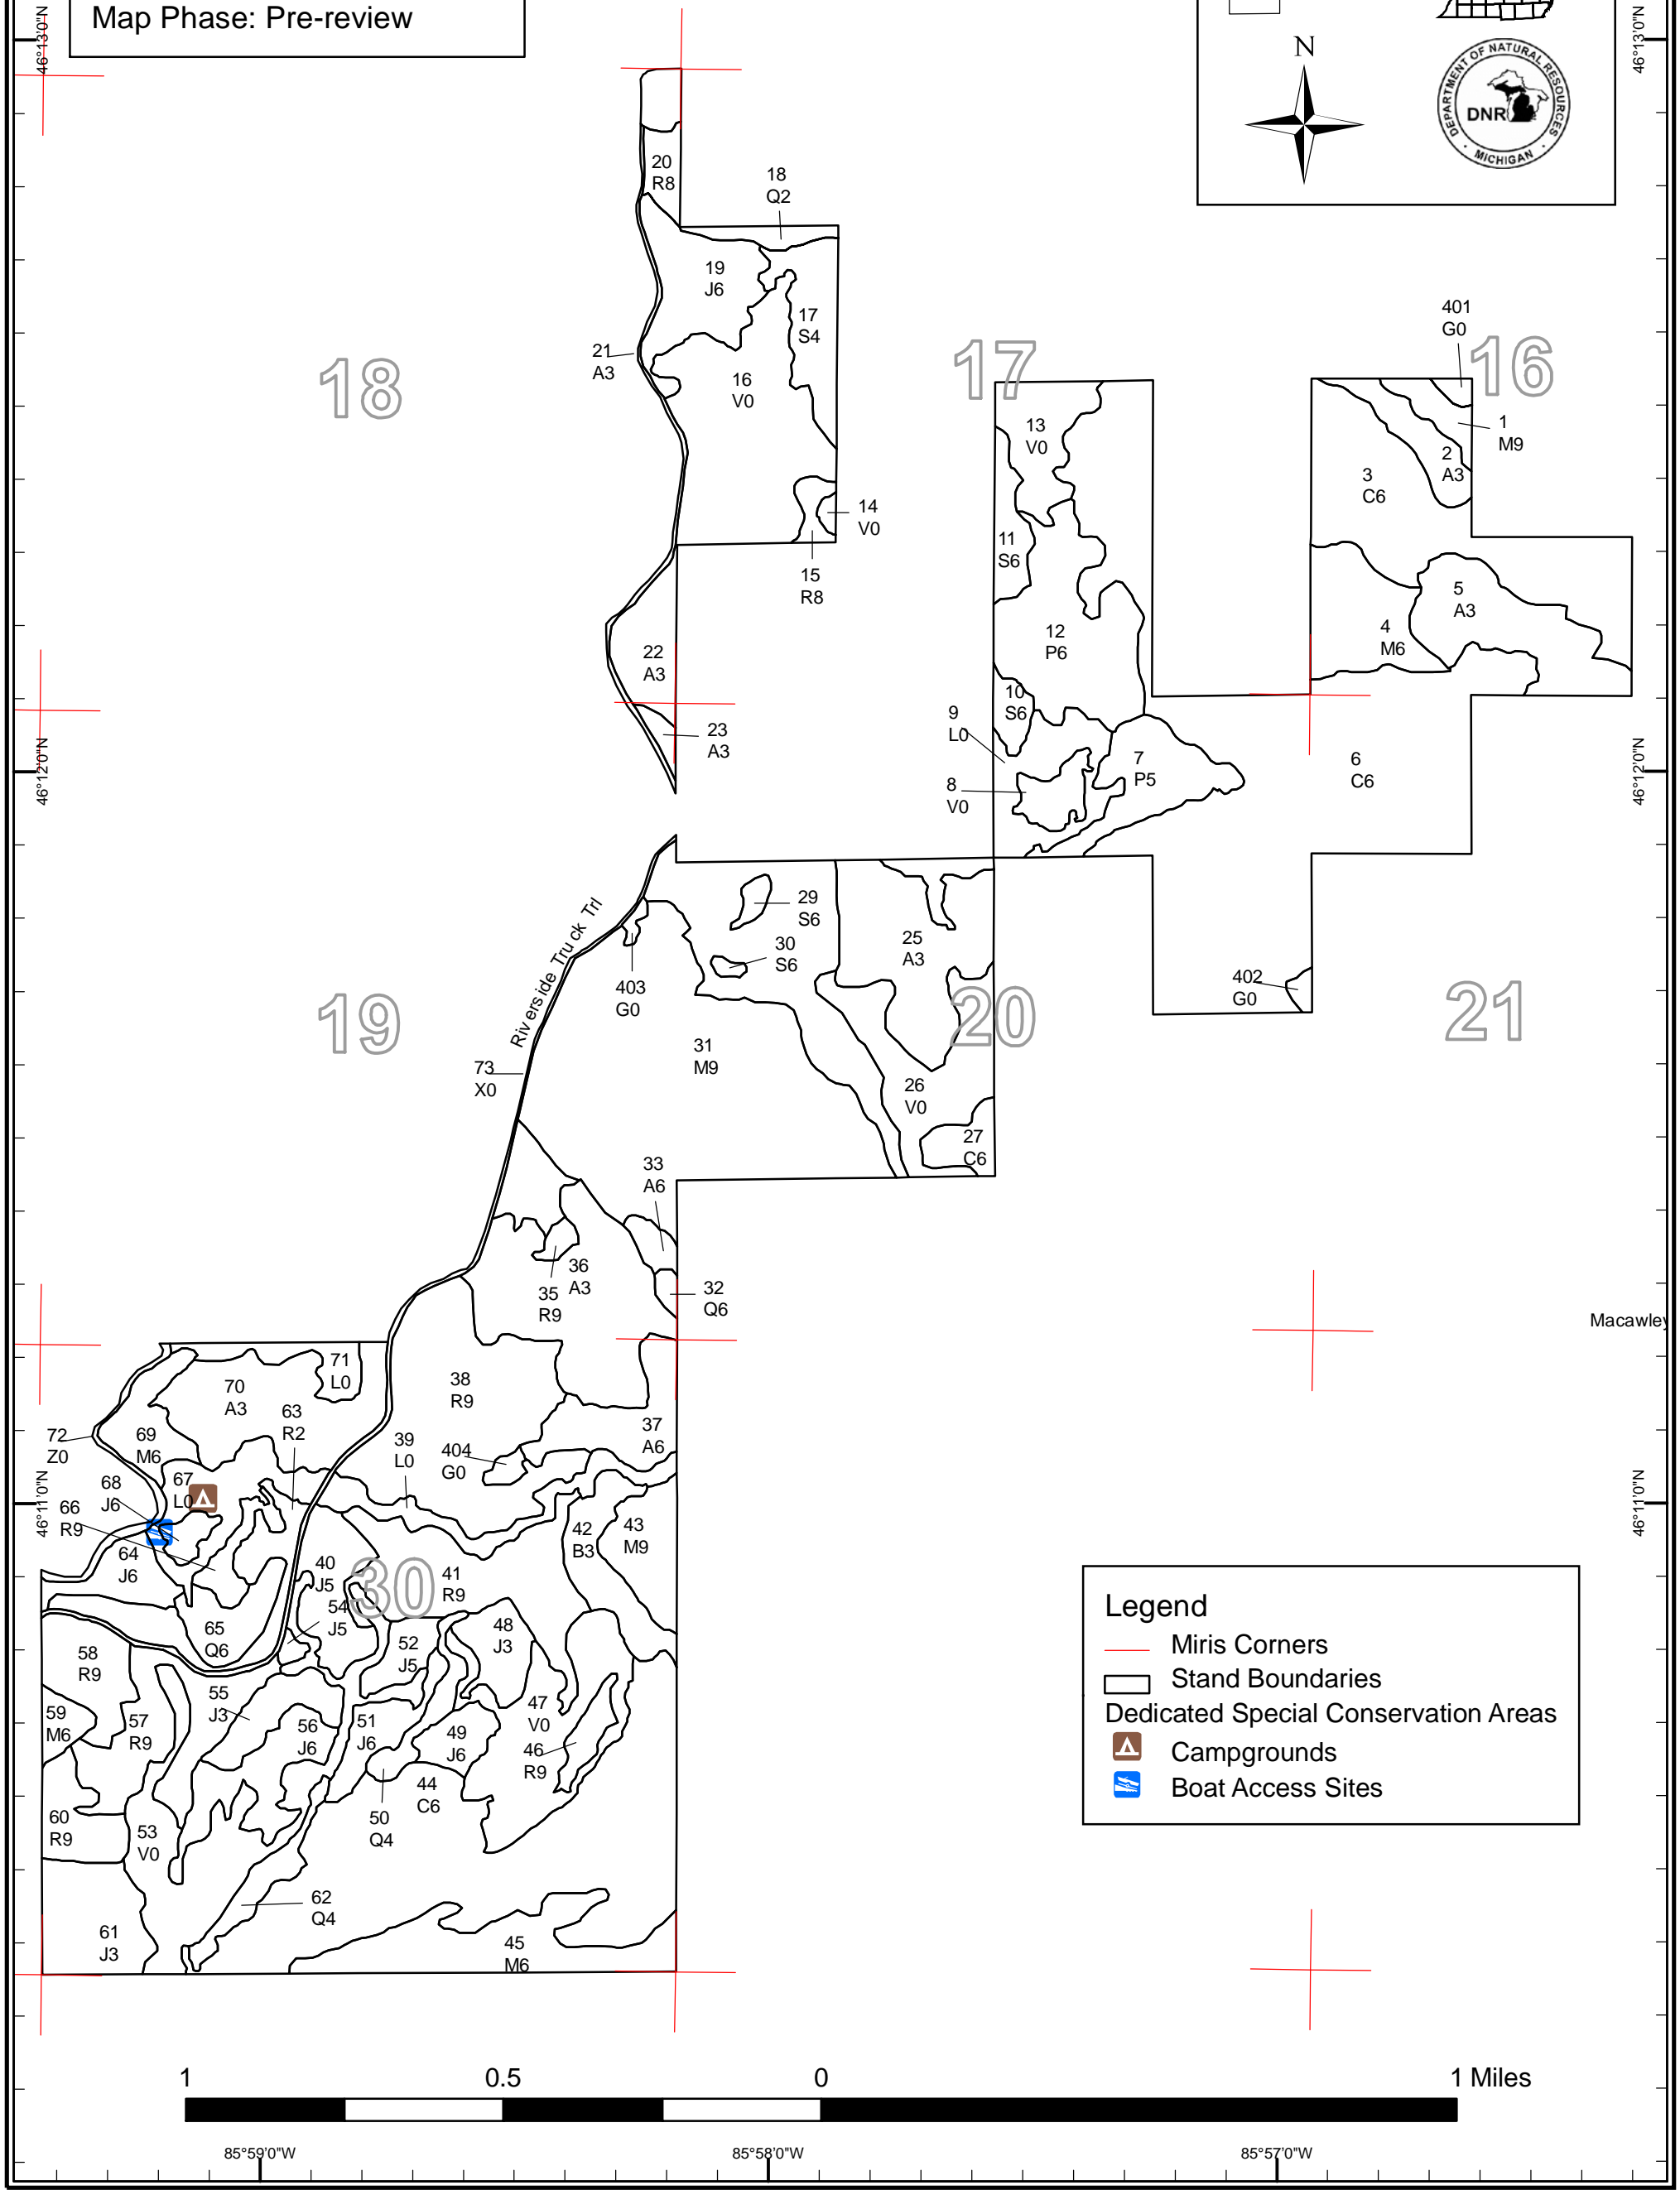 Map Phase: Pre-review
46°13'0"N
46°13'0"N
N
DEPARTMENT OF NATURAL RESOURCES
DNR
MICHIGAN
20
R8
18
Q2
19
J6
17
S4
401
G0
21
A3
16
V0
18
17
16
1
M9
13
V0
2
A3
3
C6
14
V0
11
S6
15
R8
5
A3
12
P6
4
M6
22
A3
10
S6
9
L0
23
A3
7
P5
6
C6
46°12'0"N
46°12'0"N
8
V0
29
S6
Riverside Truck Trl
25
A3
30
S6
403
G0
402
G0
19
20
21
31
M9
73
X0
26
V0
27
C6
33
A6
36
A3
35
R9
32
Q6
Macawley
71
L0
70
A3
38
R9
63
R2
37
A6
72
Z0
69
M6
39
L0
404
G0
67
L0
68
J6
66
R9
46°11'0"N
46°11'0"N
42
B3
43
M9
64
J6
40
J5
30
41
R9
54
J5
65
Q6
48
J3
52
J5
58
R9
55
J3
59
M6
57
R9
56
J6
51
J6
47
V0
49
J6
46
R9
44
C6
60
R9
53
V0
50
Q4
62
Q4
61
J3
45
M6
Legend
Miris Corners
Stand Boundaries
Dedicated Special Conservation Areas
Campgrounds
Boat Access Sites
1 0.5 0 1 Miles
85°59'0"W 85°58'0"W 85°57'0"W